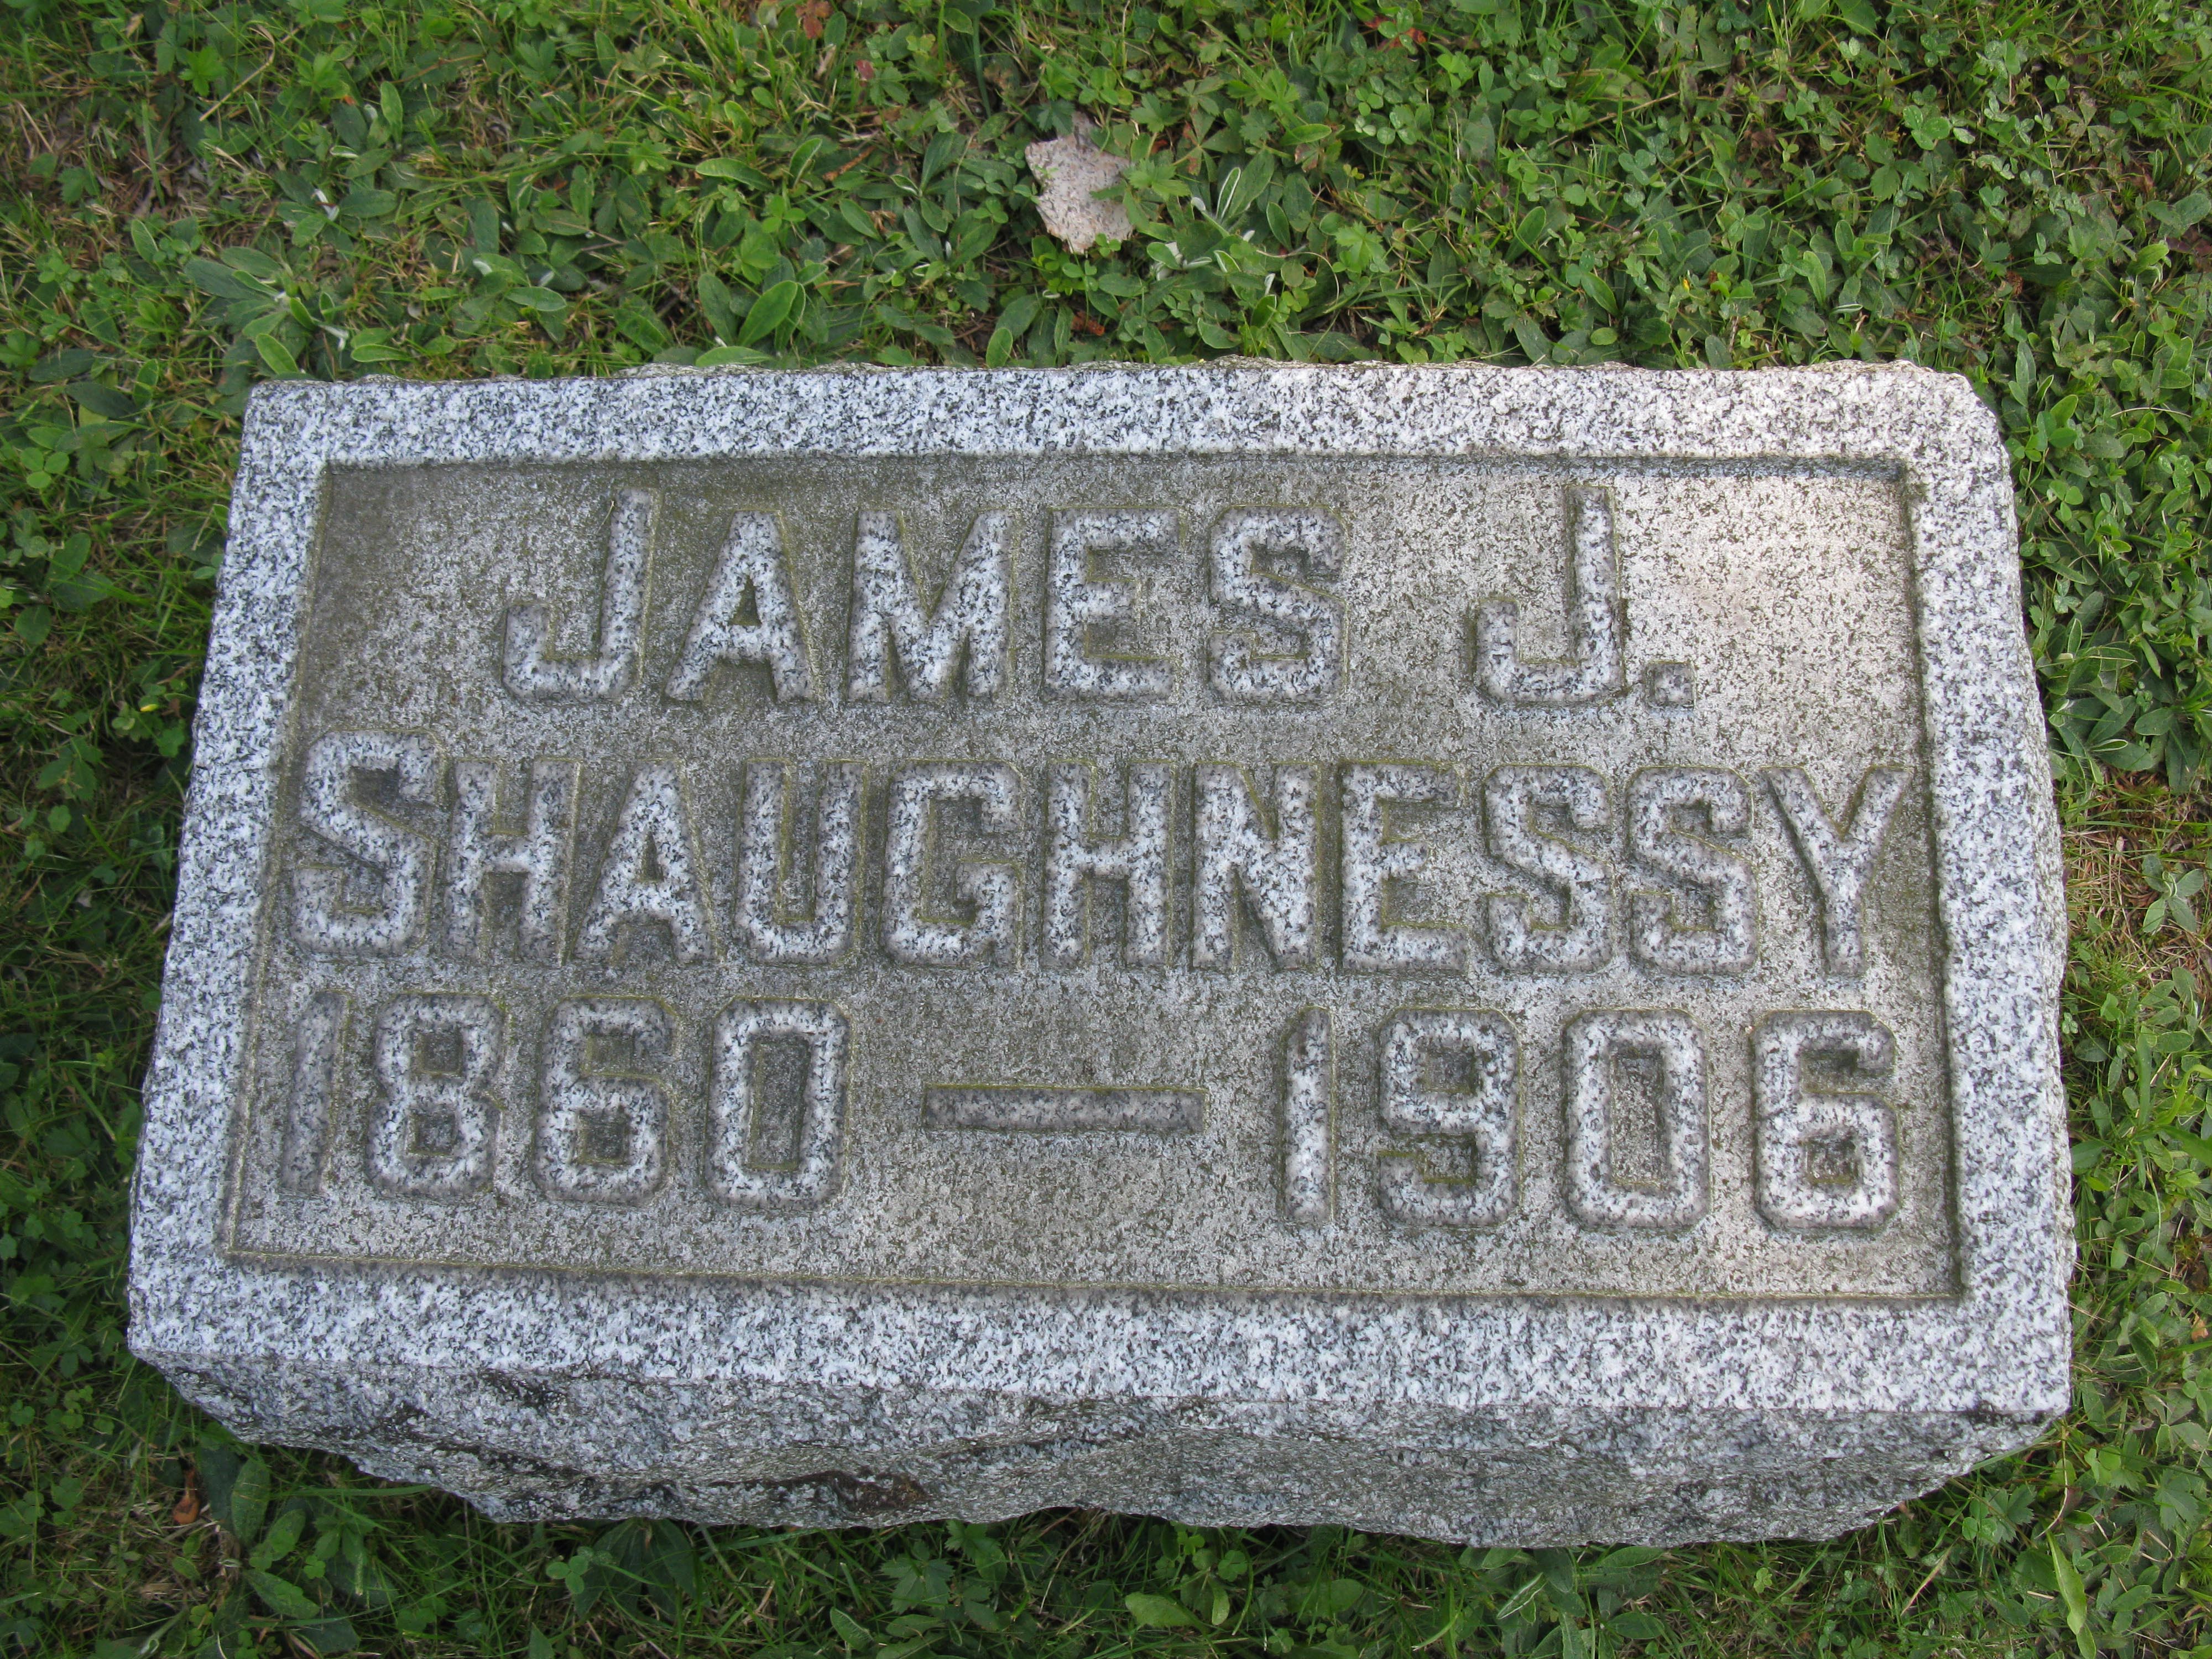 JAMES J.
SHAUGHNESSY
1860 — 1906